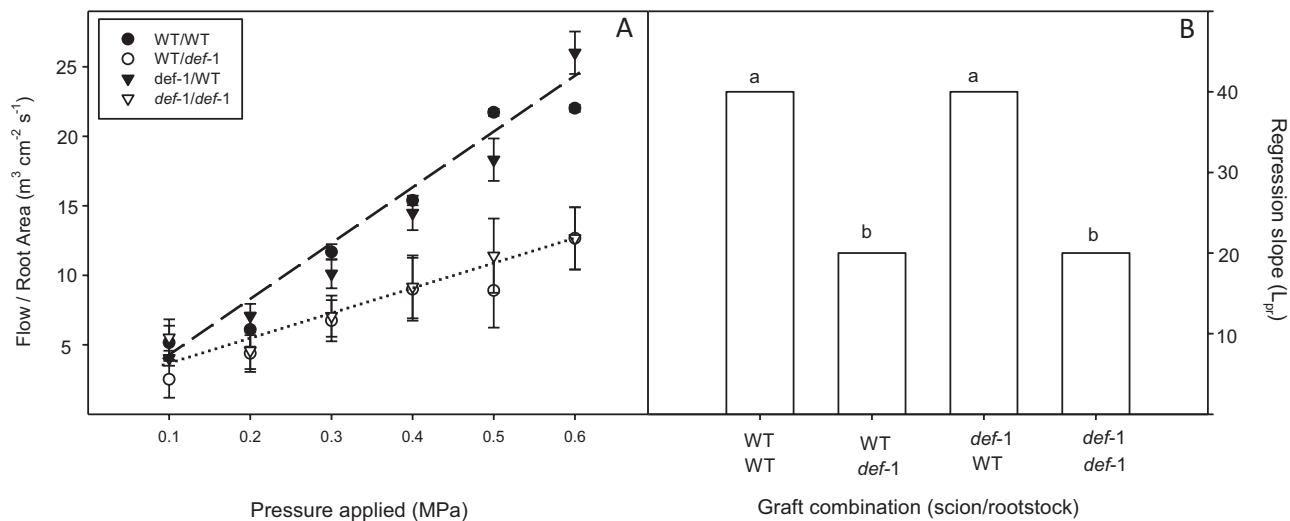 A
WT/WT
WT/def-1
def-1/WT
def-1/def-1
Flow / Root Area (m³ cm⁻² s⁻¹)
25
20
15
10
5
0.1 0.2 0.3 0.4 0.5 0.6
Pressure applied (MPa)
B
a b a b
40
30
20
10
Regression slope (Lpr)
WT WT def-1 def-1
WT def-1 WT def-1
Graft combination (scion/rootstock)